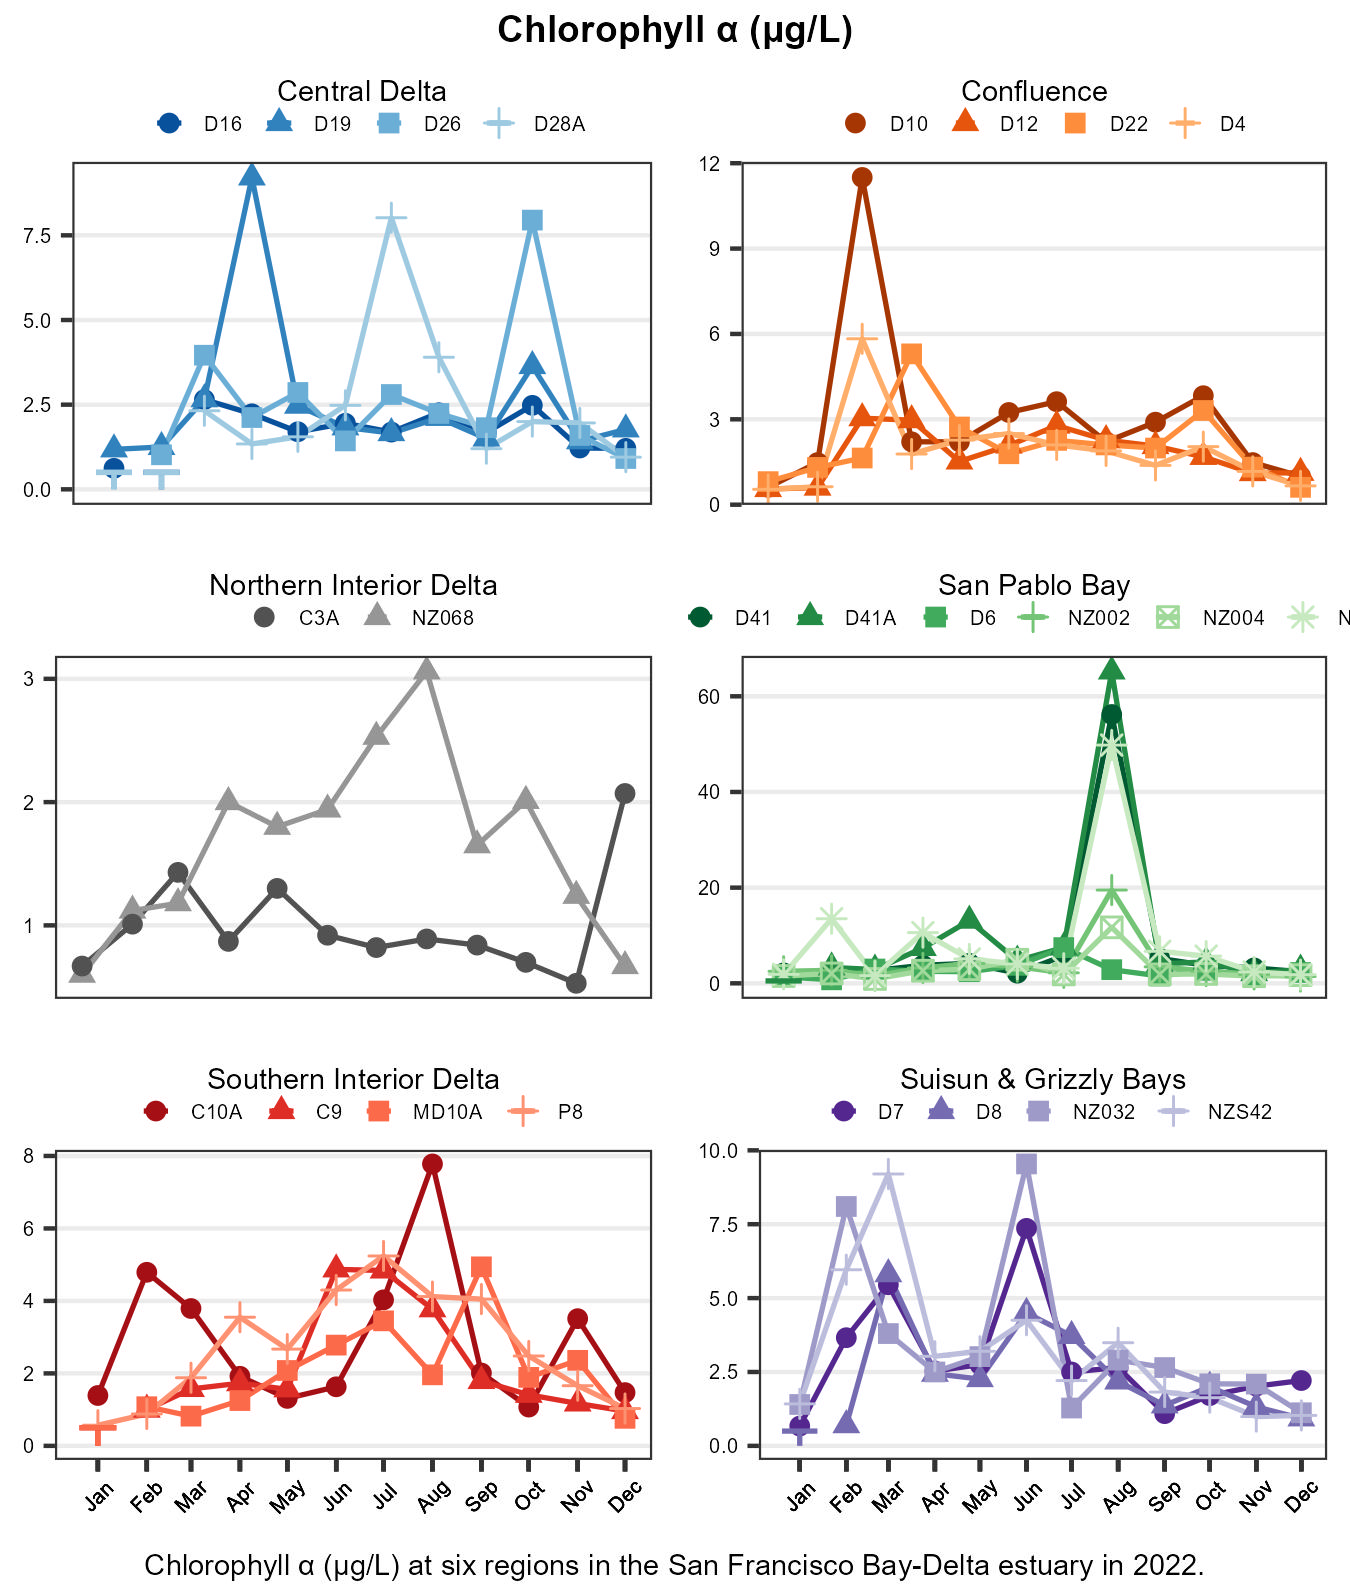 Chlorophyll α (μg/L)
Central Delta
D16 D19 D26 D28A
7.5
5.0
2.5
0.0
Confluence
D10 D12 D22 D4
12
9
6
3
0
Northern Interior Delta
C3A NZ068
3
2
1
San Pablo Bay
D41 D41A D6 NZ002 NZ004 N
60
40
20
0
Southern Interior Delta
C10A C9 MD10A P8
8
6
4
2
0
Jan Feb Mar Apr May Jun Jul Aug Sep Oct Nov Dec
Suisun & Grizzly Bays
D7 D8 NZ032 NZS42
10.0
7.5
5.0
2.5
0.0
Jan Feb Mar Apr May Jun Jul Aug Sep Oct Nov Dec
Chlorophyll α (μg/L) at six regions in the San Francisco Bay-Delta estuary in 2022.